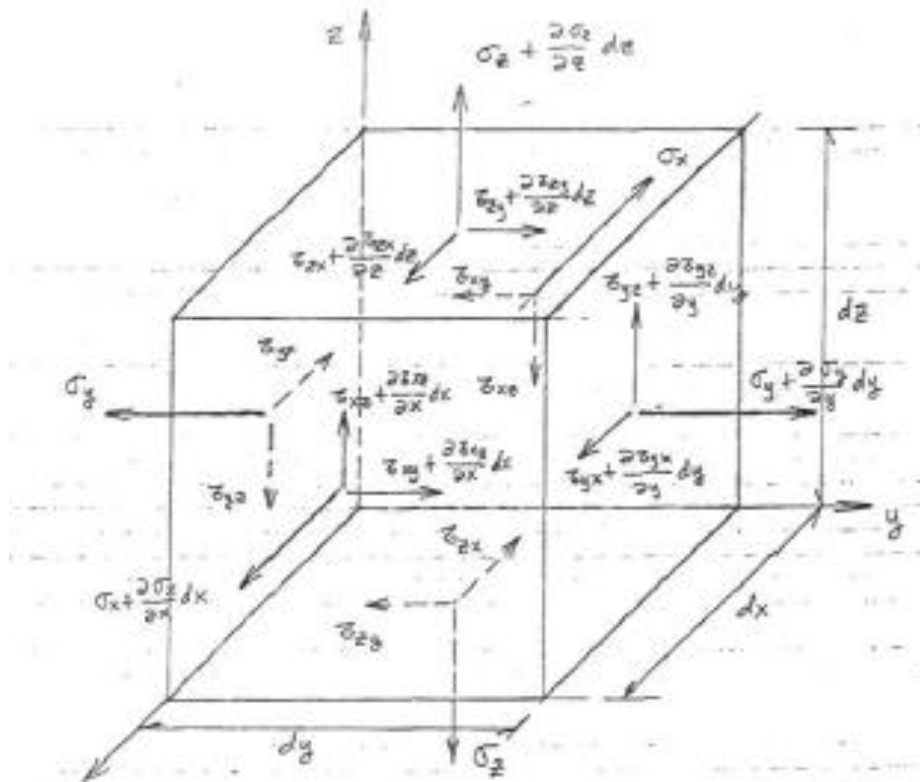 z
σz + ∂σz/∂z dz
σx
τzy + ∂τzy/∂z dz
τzx + ∂τzx/∂z dz
τxy
τyz + ∂τyz/∂y dy
dz
τyx
σy
τxz + ∂τxz/∂x dx
τxz
σy + ∂σy/∂y dy
τxy + ∂τxy/∂x dx
τyx + ∂τyx/∂y dy
τyz
y
τzx
σx + ∂σx/∂x dx
dx
τzy
dy
σz